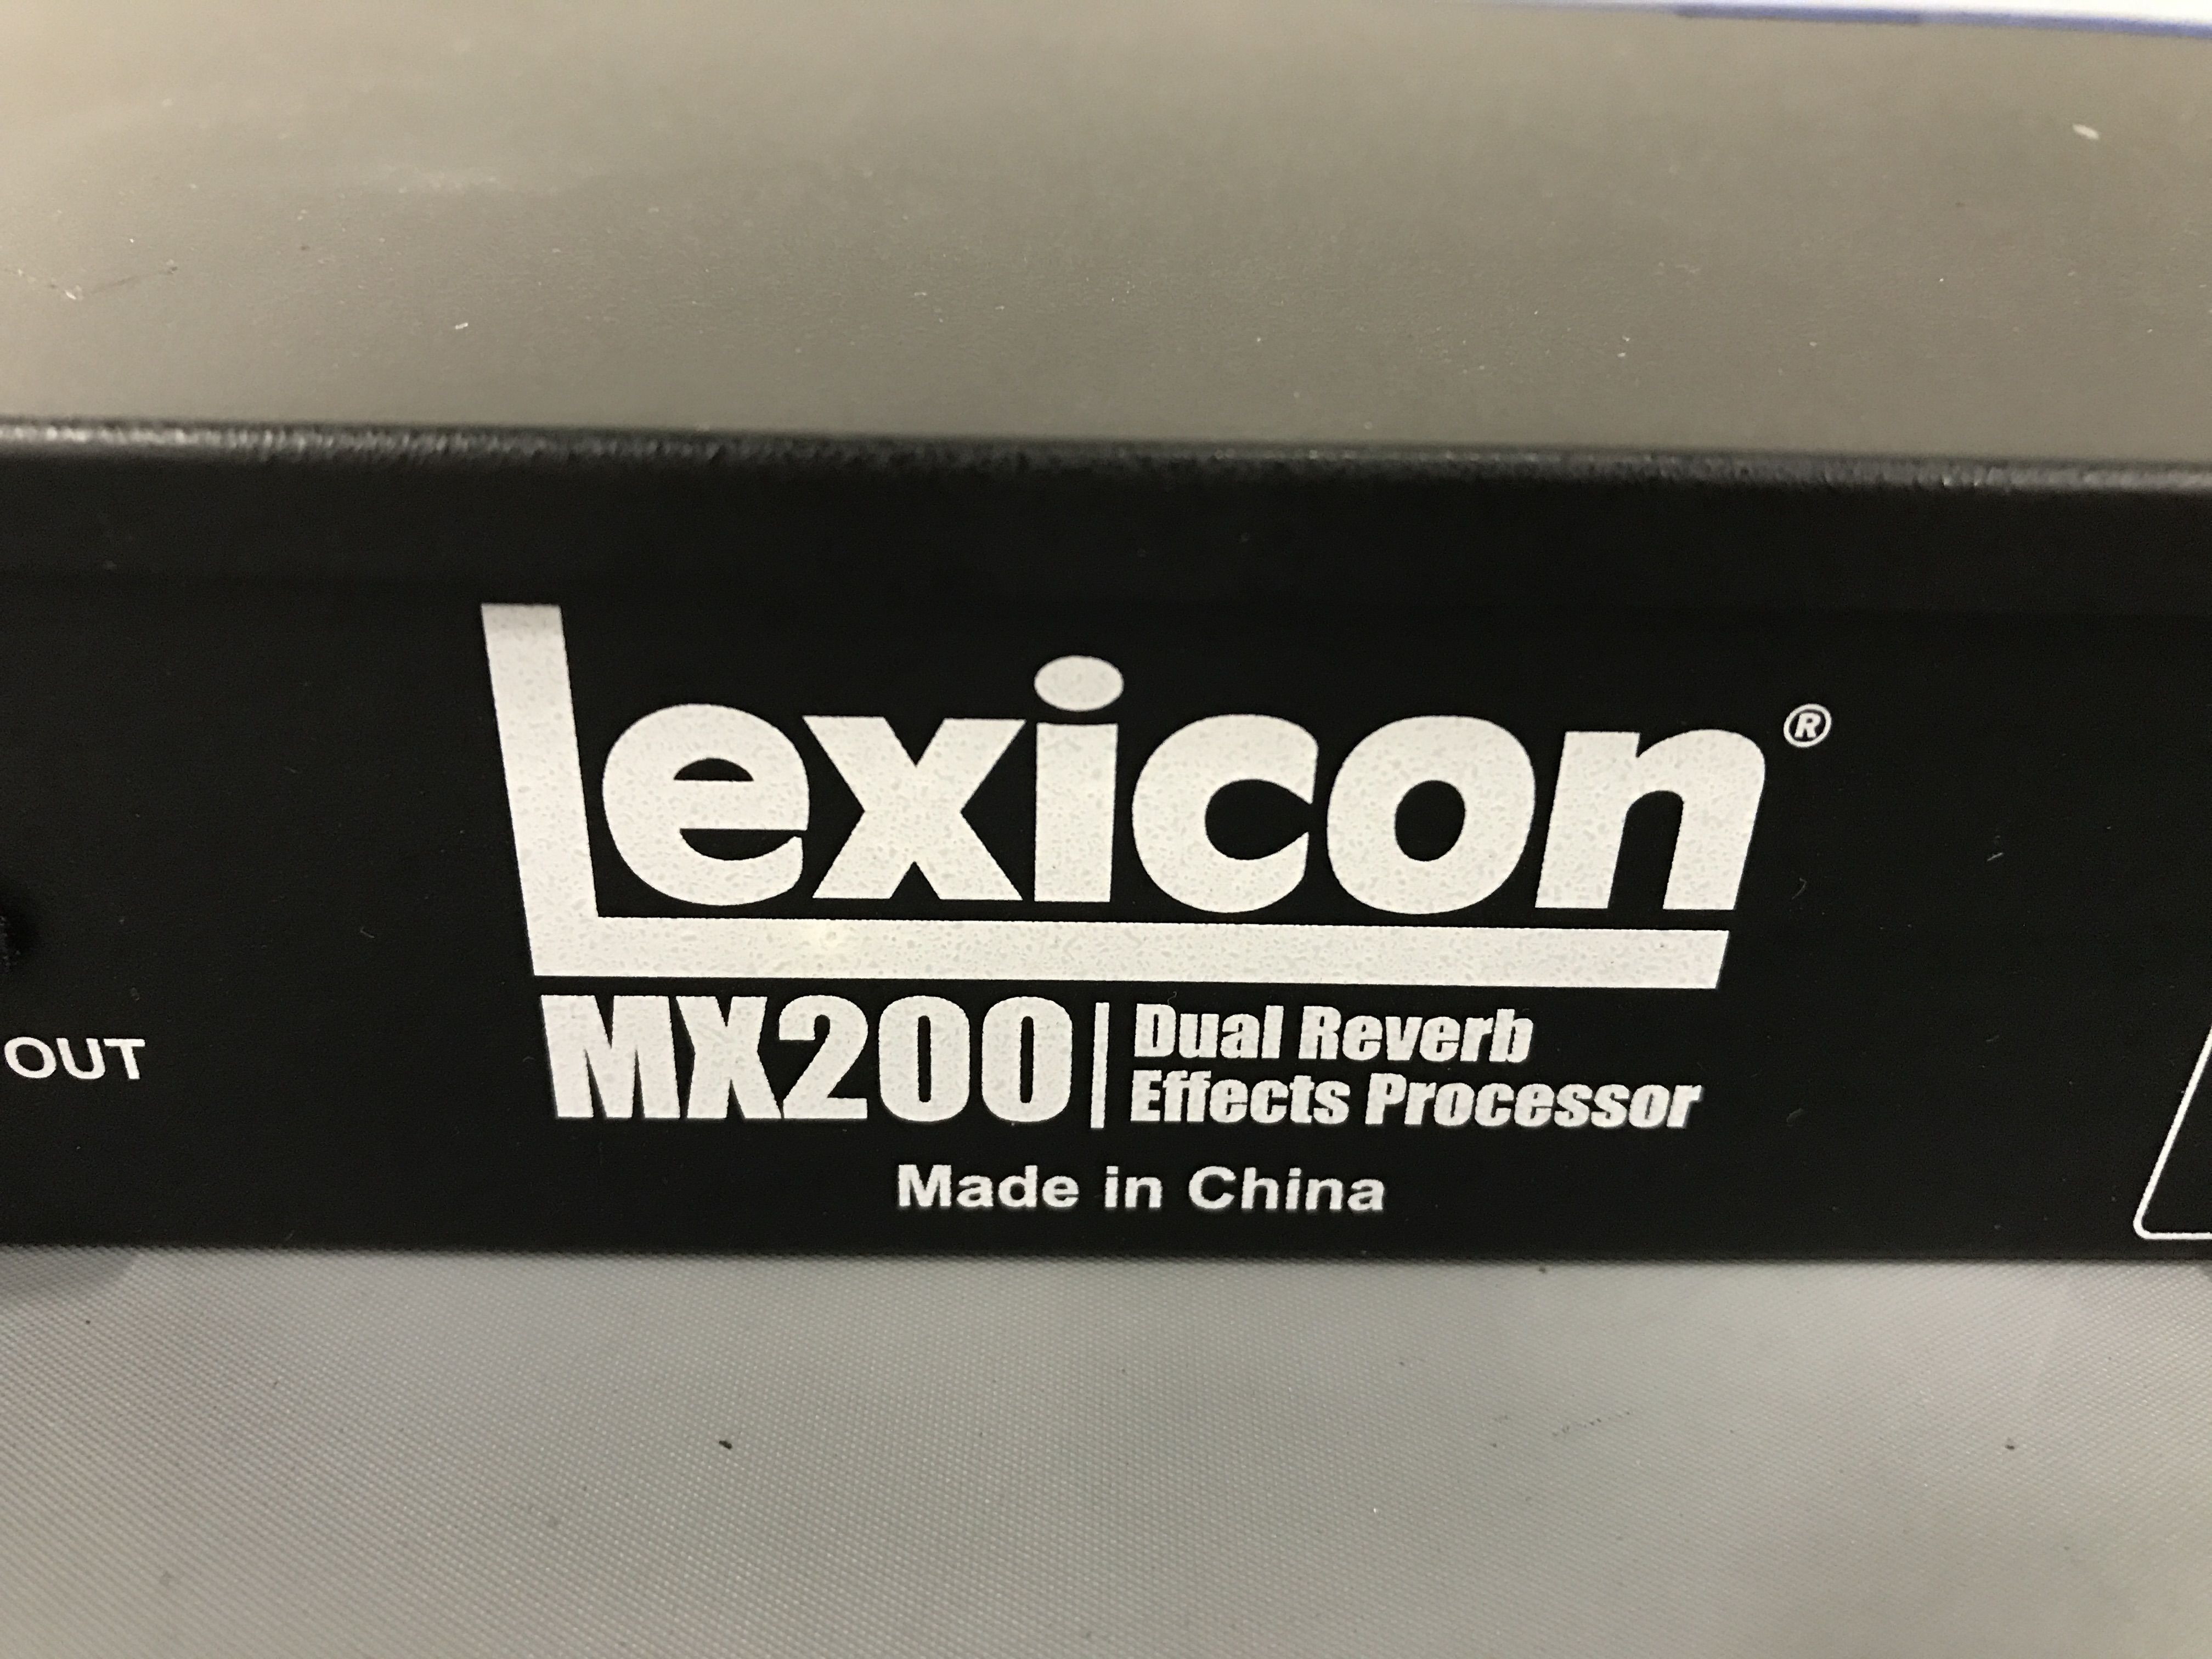 lexicon®
MX200 | Dual Reverb
Effects Processor
OUT
Made in China